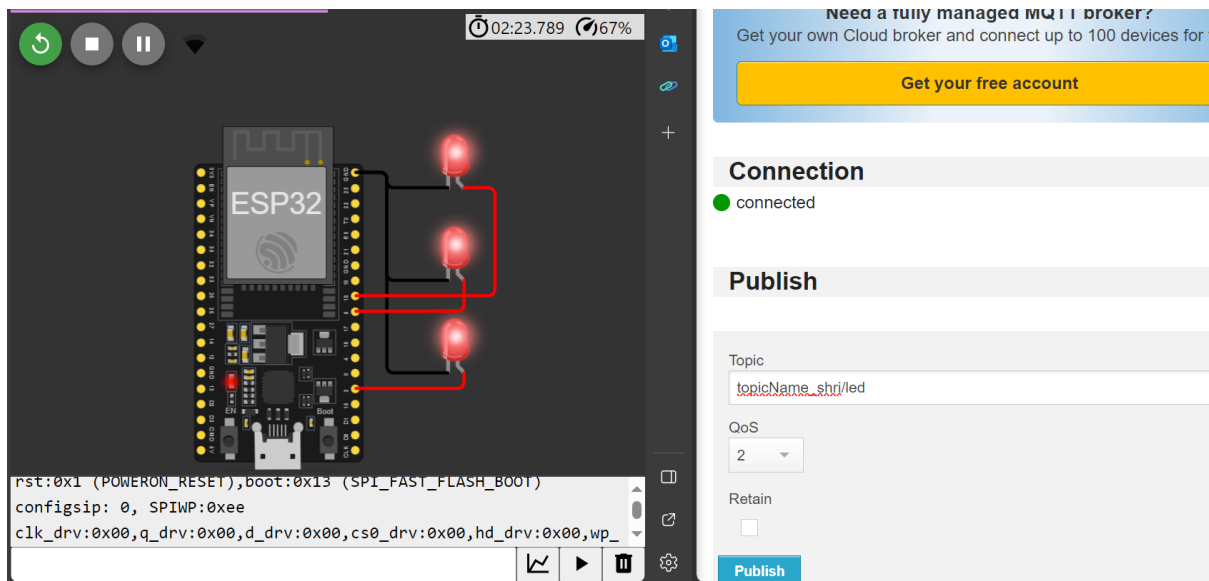 02:23.789 67%
ESP32
EN
Boot
rst:0x1 (POWERON_RESET),boot:0x13 (SPI_FAST_FLASH_BOOT)
configsip: 0, SPIWP:0xee
clk_drv:0x00,q_drv:0x00,d_drv:0x00,cs0_drv:0x00,hd_drv:0x00,wp_
Need a fully managed MQTT broker?
Get your own Cloud broker and connect up to 100 devices for
Get your free account
Connection
connected
Publish
Topic
topicName_shri/led
QoS
2
Retain
Publish